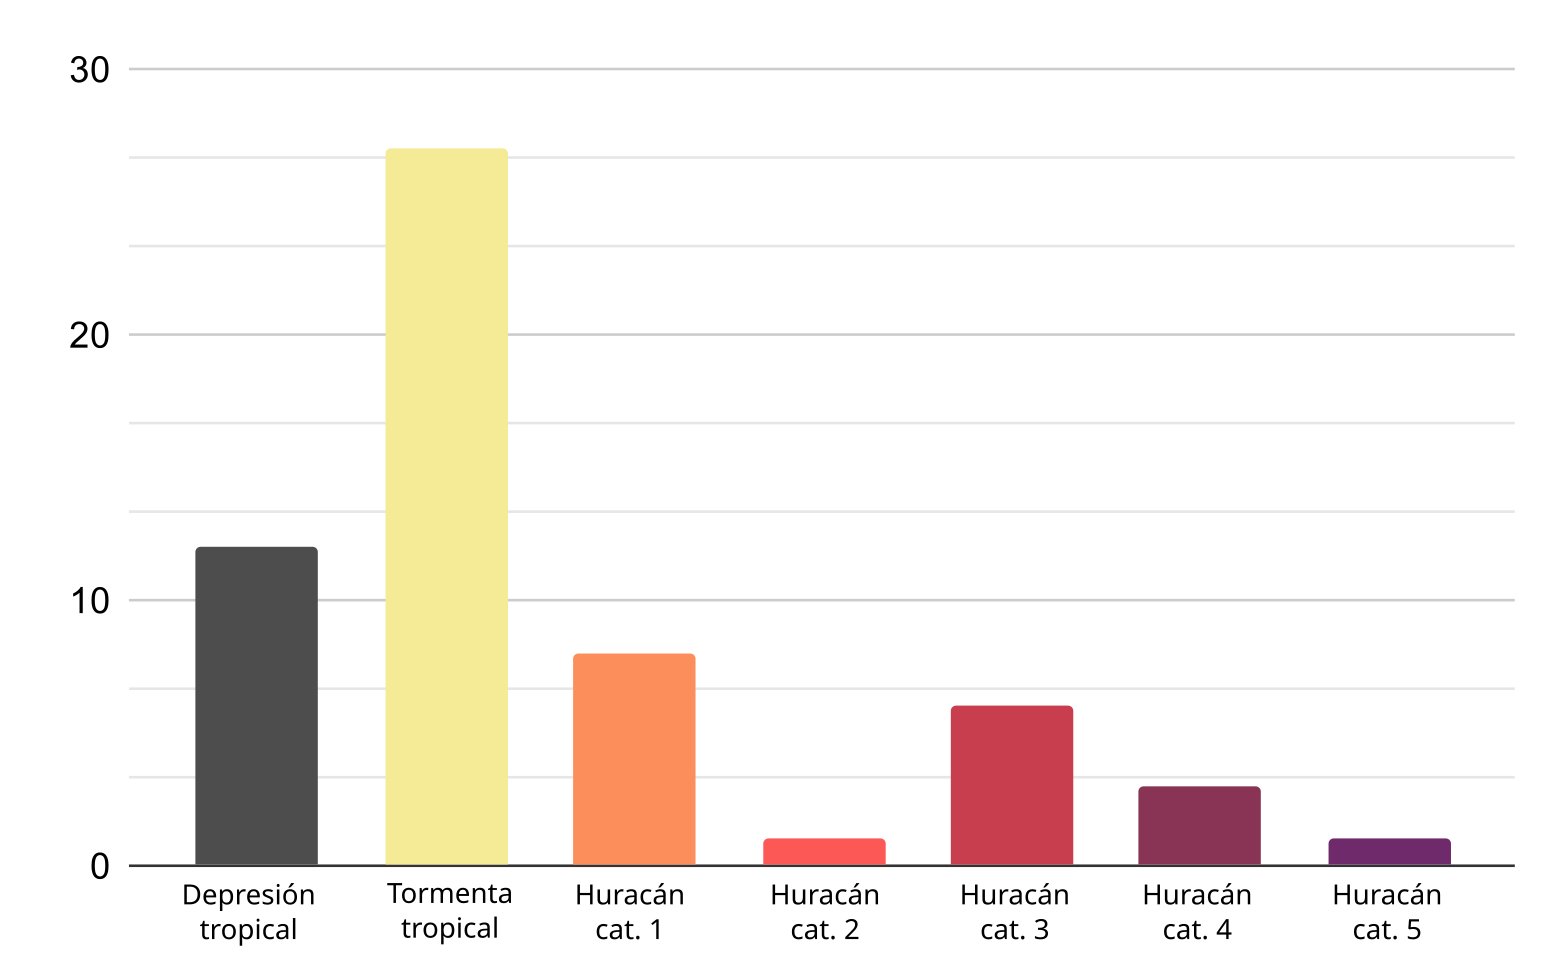 30
20
10
0
Depresión
tropical
Tormenta
tropical
Huracán
cat. 1
Huracán
cat. 2
Huracán
cat. 3
Huracán
cat. 4
Huracán
cat. 5